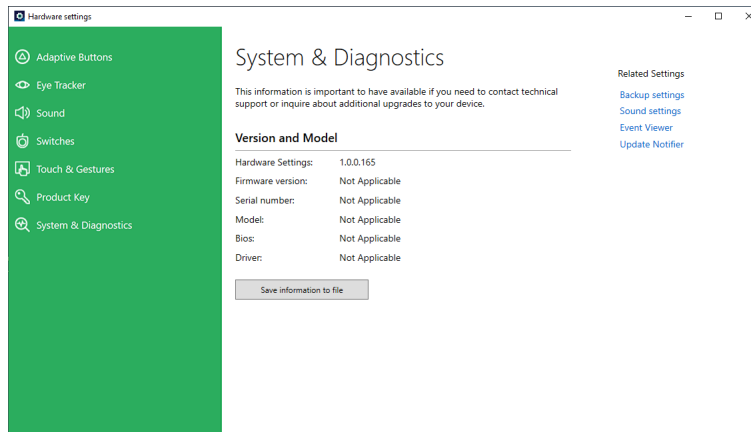 Hardware settings
Adaptive Buttons
Eye Tracker
Sound
Switches
Touch & Gestures
Product Key
System & Diagnostics
System & Diagnostics
This information is important to have available if you need to contact technical
support or inquire about additional upgrades to your device.
Version and Model
Hardware Settings: 1.0.0.165
Firmware version: Not Applicable
Serial number: Not Applicable
Model: Not Applicable
Bios: Not Applicable
Driver: Not Applicable
Save information to file
Related Settings
Backup settings
Sound settings
Event Viewer
Update Notifier